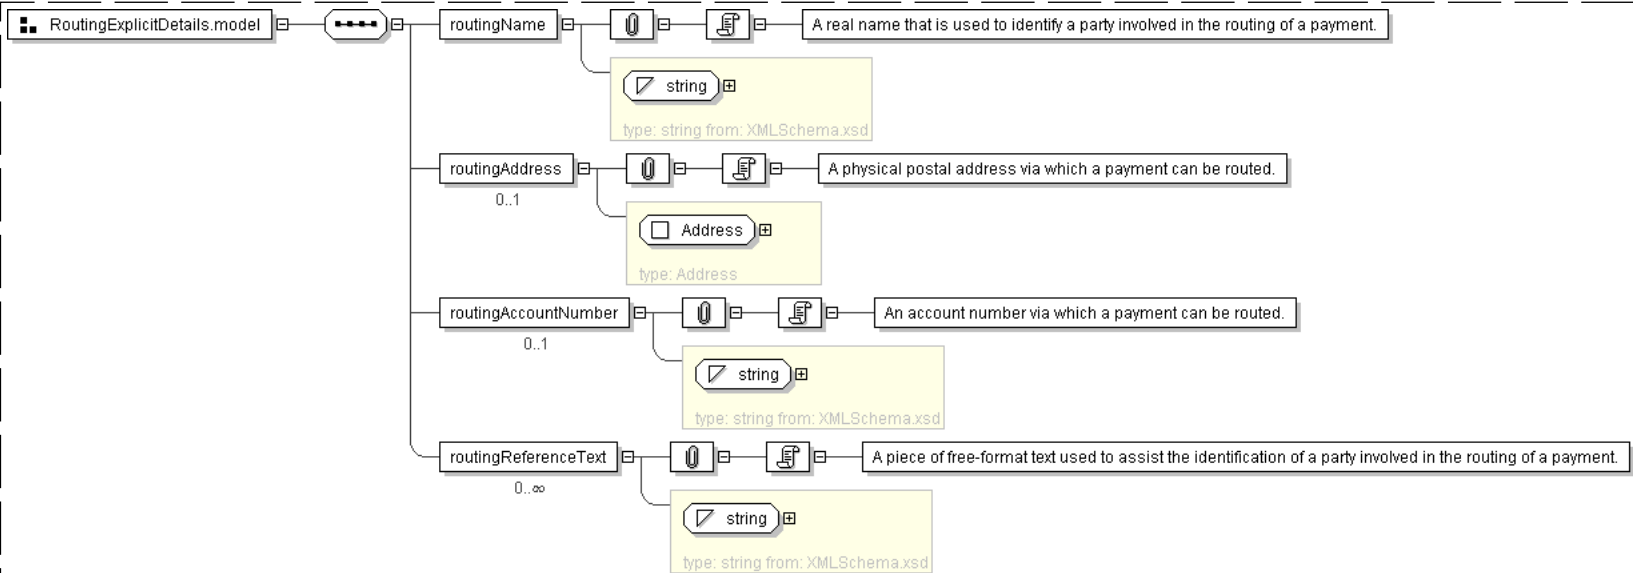 RoutingExplicitDetails.model
routingName
A real name that is used to identify a party involved in the routing of a payment.
string
type: string from: XMLSchema.xsd
routingAddress
A physical postal address via which a payment can be routed.
0..1
Address
type: Address
routingAccountNumber
An account number via which a payment can be routed.
0..1
string
type: string from: XMLSchema.xsd
routingReferenceText
A piece of free-format text used to assist the identification of a party involved in the routing of a payment.
0..∞
string
type: string from: XMLSchema.xsd